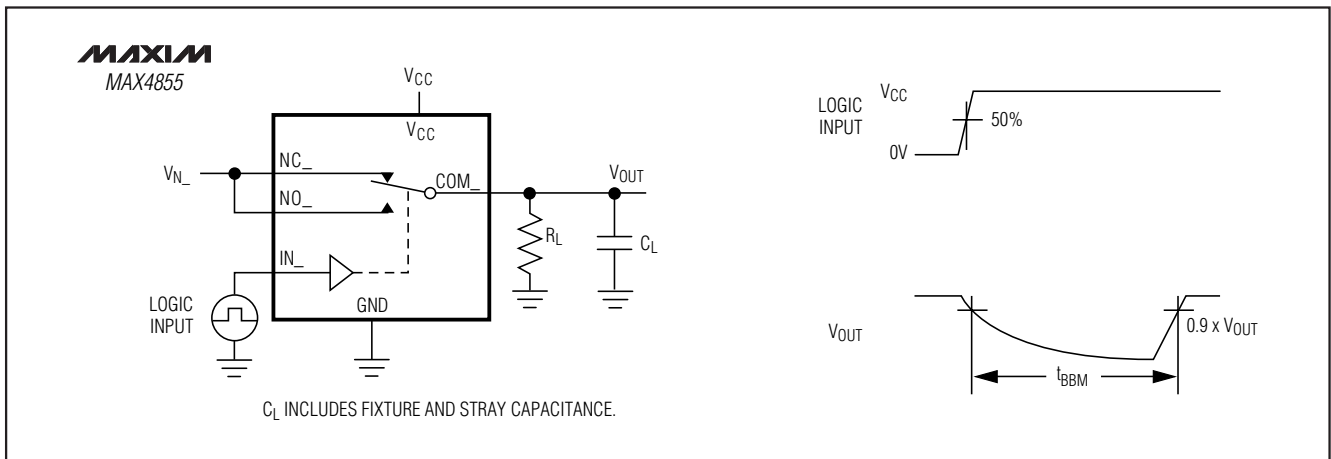 MAXIM
MAX4855
VCC
VCC
NC_
VN_
COM_
VOUT
NO_
RL
CL
IN_
LOGIC
INPUT
GND
CL INCLUDES FIXTURE AND STRAY CAPACITANCE.
LOGIC
INPUT
VCC
50%
0V
VOUT
0.9 x VOUT
tBBM